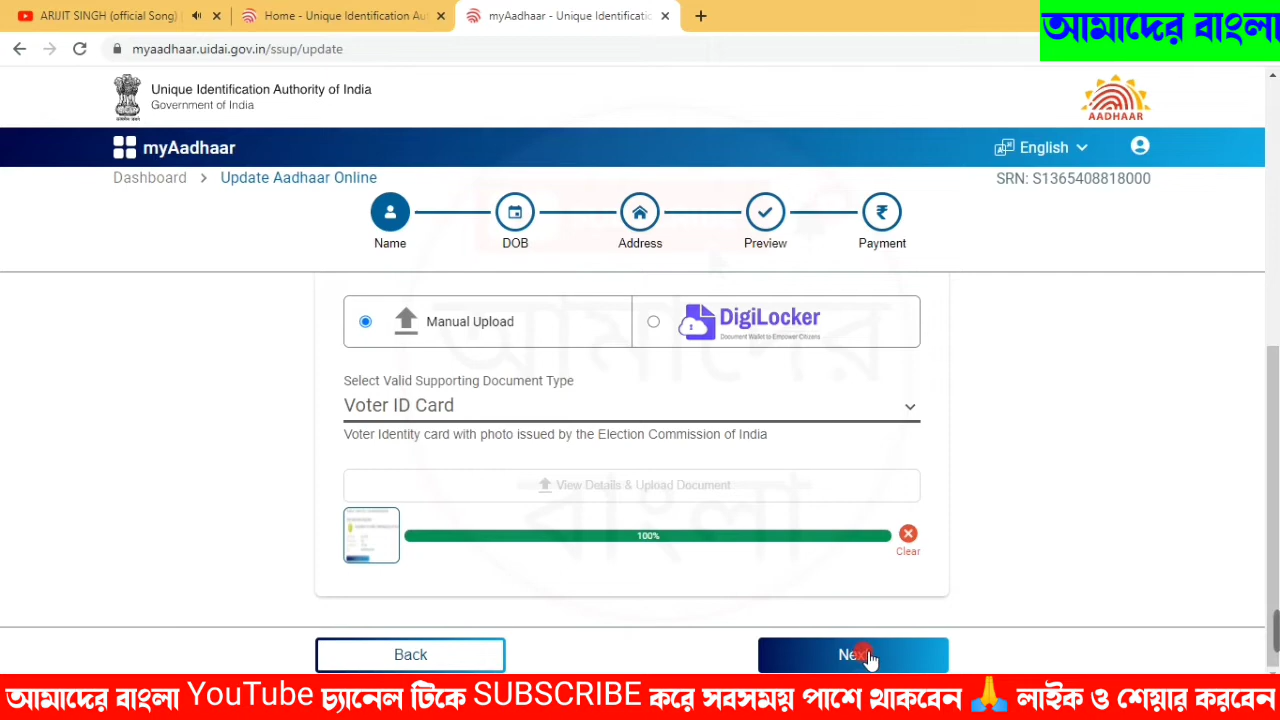 ARIJIT SINGH (official Song)
Home - Unique Identification Au
myAadhaar - Unique Identificatio
আমাদের বাংলা
myaadhaar.uidai.gov.in/ssup/update
Unique Identification Authority of India
Government of India
AADHAAR
myAadhaar
English
Dashboard > Update Aadhaar Online
SRN: S1365408818000
Name
DOB
Address
Preview
Payment
Manual Upload
DigiLocker
Document Wallet to Empower Citizens
Select Valid Supporting Document Type
Voter ID Card
Voter Identity card with photo issued by the Election Commission of India
View Details & Upload Document
100%
Clear
আমাদের
বাংলা
Back
Next
আমাদের বাংলা YouTube চ্যানেল টিকে SUBSCRIBE করে সবসময় পাশে থাকবেন 🙏 লাইক ও শেয়ার করবেন